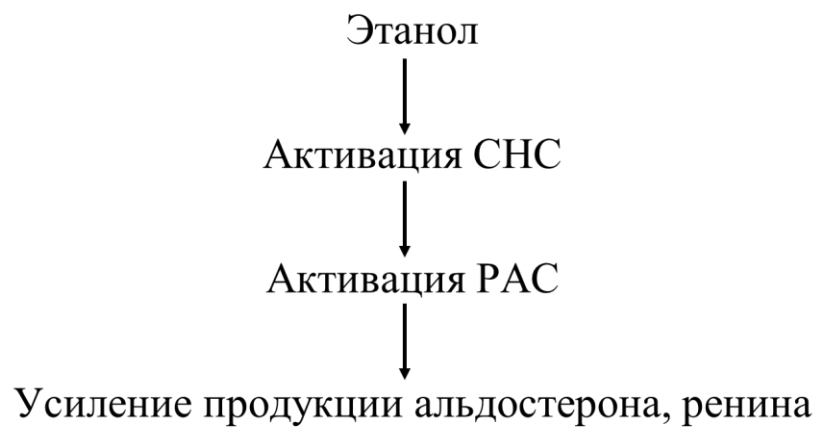 Этанол
Активация СНС
Активация РАС
Усиление продукции альдостерона, ренина